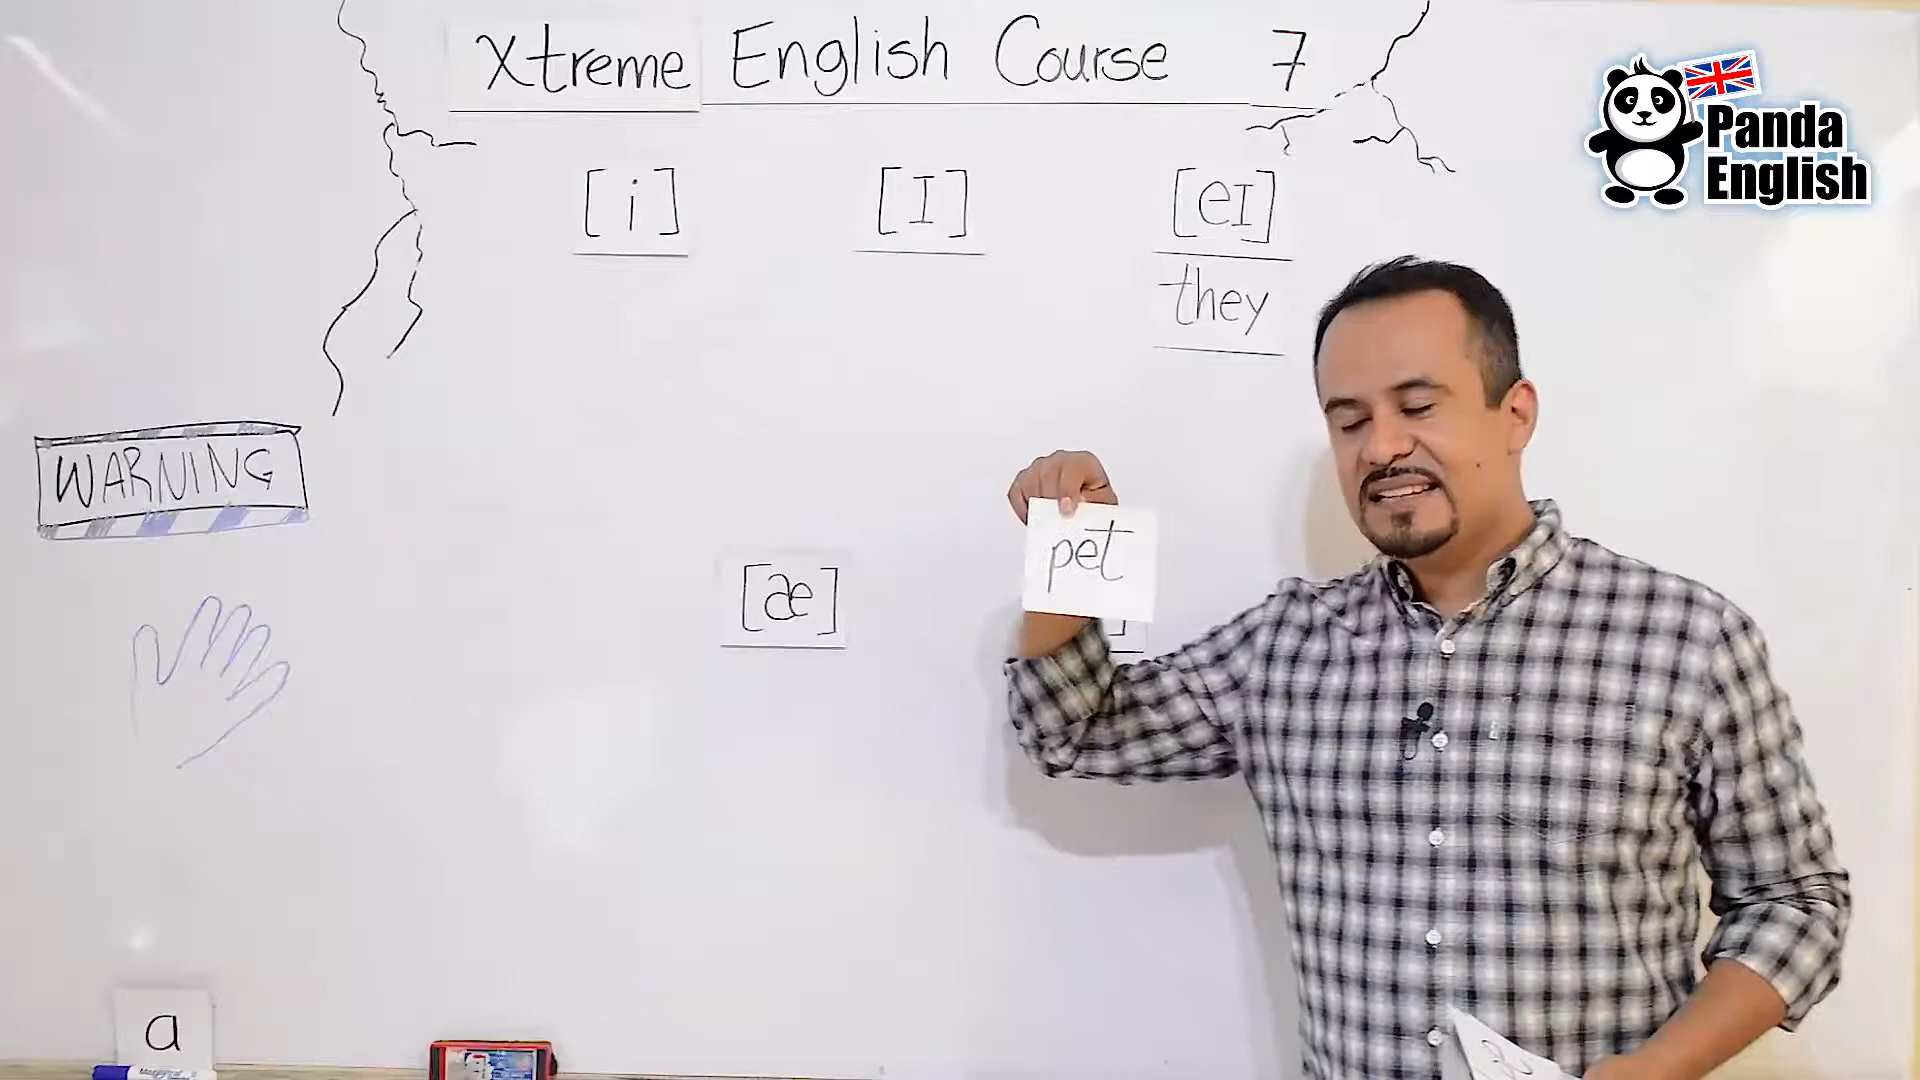 Xtreme English Course 7
Panda
English
[i] [I] [eI]
they
WARNING
pet
[æ] ]
a